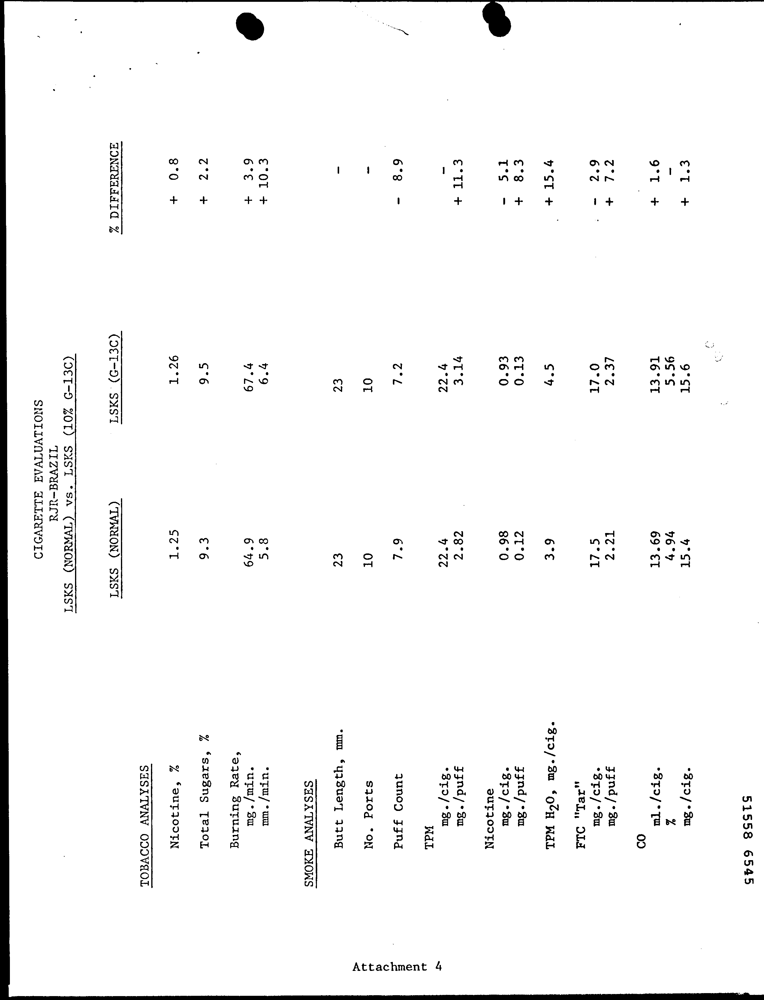 CIGARETTE EVALUATIONS
RJR-BRAZIL
LSKS (NORMAL) vs. LSKS (10% G-13C)
LSKS (NORMAL) LSKS (G-13C) % DIFFERENCE
TOBACCO ANALYSES
Nicotine, % 1.25 1.26 + 0.8
Total Sugars, % 9.3 9.5 + 2.2
Burning Rate,
mg./min. 64.9 67.4 + 3.9
mm./min. 5.8 6.4 + 10.3
SMOKE ANALYSES
Butt Length, mm. 23 23 -
No. Ports 10 10 -
Puff Count 7.9 7.2 - 8.9
TPM
mg./cig. 22.4 22.4 -
mg./puff 2.82 3.14 + 11.3
Nicotine
mg./cig. 0.98 0.93 - 5.1
mg./puff 0.12 0.13 + 8.3
TPM H2O, mg./cig. 3.9 4.5 + 15.4
FTC "Tar"
mg./cig. 17.5 17.0 - 2.9
mg./puff 2.21 2.37 + 7.2
CO
ml./cig. 13.69 13.91 + 1.6
% 4.94 5.56 -
mg./cig. 15.4 15.6 + 1.3
51558 6545
Attachment 4